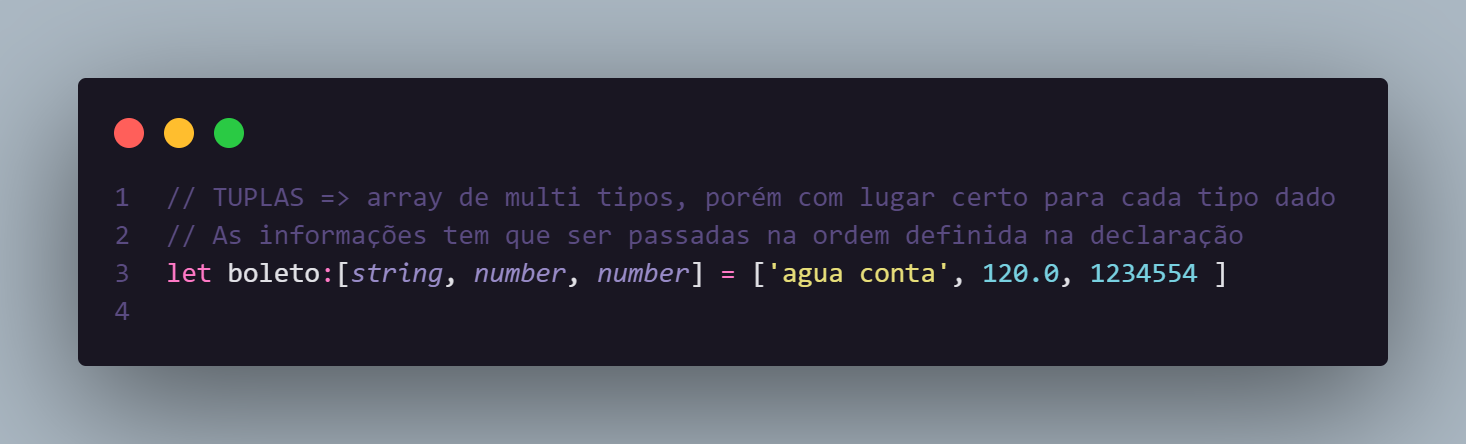 1 // TUPLAS => array de multi tipos, porém com lugar certo para cada tipo dado
2 // As informações tem que ser passadas na ordem definida na declaração
3 let boleto:[string, number, number] = ['agua conta', 120.0, 1234554 ]
4